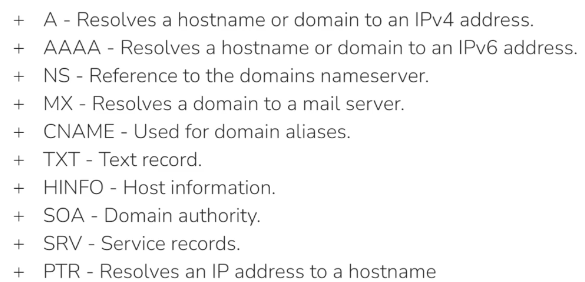 + A - Resolves a hostname or domain to an IPv4 address.
+ AAAA - Resolves a hostname or domain to an IPv6 address.
+ NS - Reference to the domains nameserver.
+ MX - Resolves a domain to a mail server.
+ CNAME - Used for domain aliases.
+ TXT - Text record.
+ HINFO - Host information.
+ SOA - Domain authority.
+ SRV - Service records.
+ PTR - Resolves an IP address to a hostname